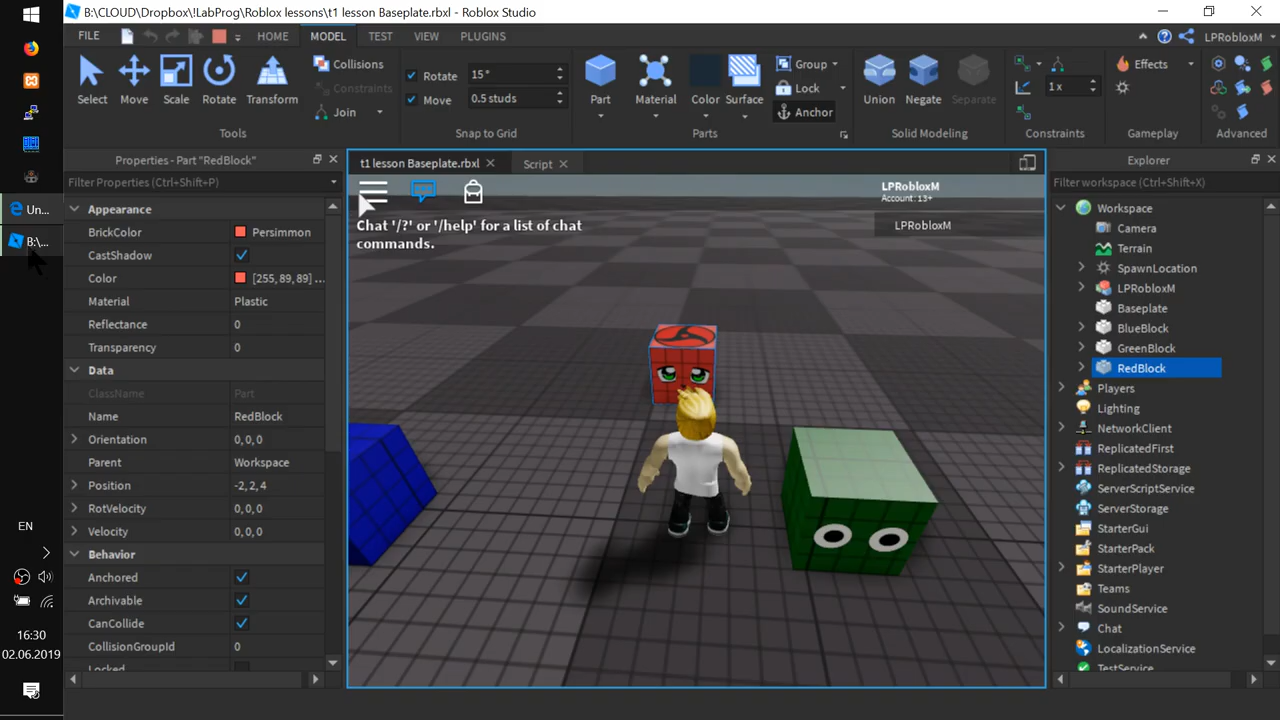 B:\CLOUD\Dropbox\!LabProg\Roblox lessons\t1 lesson Baseplate.rbxl - Roblox Studio
FILE HOME MODEL TEST VIEW PLUGINS LPRobloxM
Select Move Scale Rotate Transform
Collisions
Constraints
Join
Rotate 15°
Move 0.5 studs
Part Material Color Surface
Group
Lock
Anchor
Union Negate Separate
1 x
Effects
Tools Snap to Grid Parts Solid Modeling Constraints Gameplay Advanced
Properties - Part "RedBlock"
Filter Properties (Ctrl+Shift+P)
Appearance
BrickColor Persimmon
CastShadow
Color [255,89,89] ...
Material Plastic
Reflectance 0
Transparency 0
Data
ClassName Part
Name RedBlock
Orientation 0,0,0
Parent Workspace
Position -2,2,4
RotVelocity 0,0,0
Velocity 0,0,0
Behavior
Anchored
Archivable
CanCollide
CollisionGroupId 0
Locked
t1 lesson Baseplate.rbxl
Script
LPRobloxM
Account: 13+
LPRobloxM
Chat '/?' or '/help' for a list of chat
commands.
Explorer
Filter workspace (Ctrl+Shift+X)
Workspace
Camera
Terrain
SpawnLocation
LPRobloxM
Baseplate
BlueBlock
GreenBlock
RedBlock
Players
Lighting
NetworkClient
ReplicatedFirst
ReplicatedStorage
ServerScriptService
ServerStorage
StarterGui
StarterPack
StarterPlayer
Teams
SoundService
Chat
LocalizationService
TestService
Un...
B:\...
EN
16:30
02.06.2019